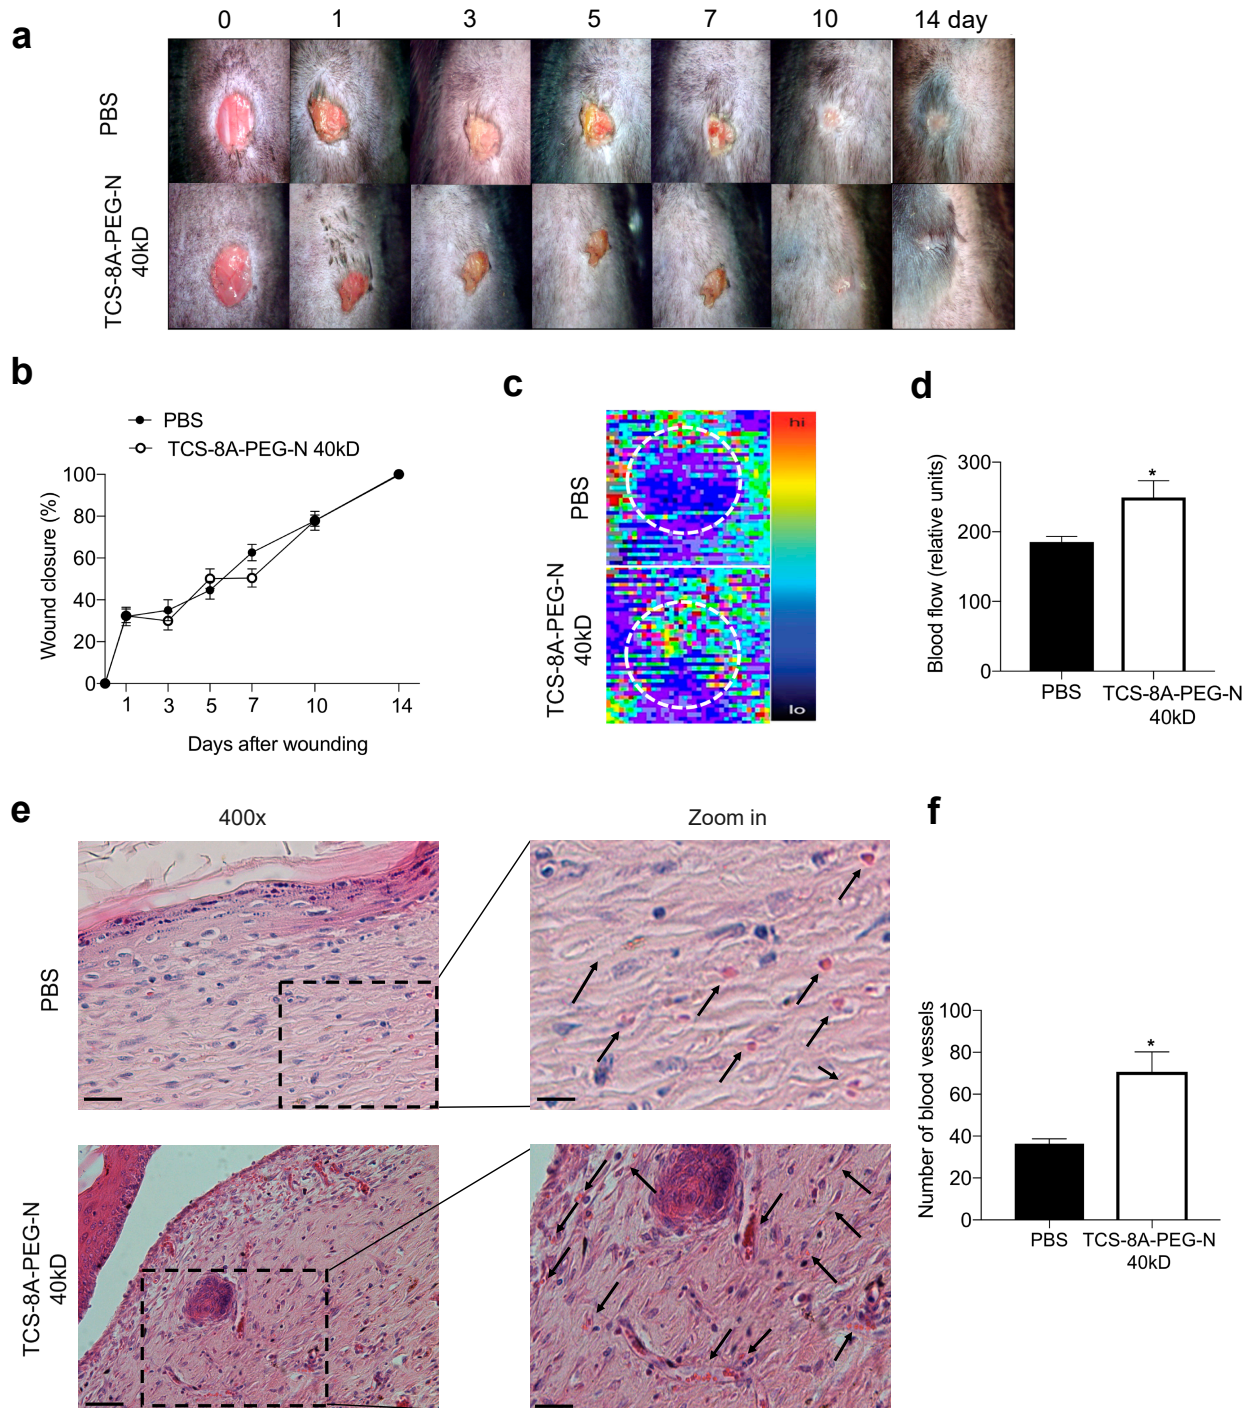 a
0 1 3 5 7 10 14 day
PBS
TCS-8A-PEG-N
40kD
b
PBS
TCS-8A-PEG-N 40kD
Wound closure (%)
100
80
60
40
20
0
1 3 5 7 10 14
Days after wounding
c
PBS
TCS-8A-PEG-N
40kD
hi
lo
d
Blood flow (relative units)
300
200
100
0
*
PBS TCS-8A-PEG-N
40kD
e
400x Zoom in
PBS
TCS-8A-PEG-N
40kD
f
Number of blood vessels
100
80
60
40
20
0
*
PBS TCS-8A-PEG-N
40kD